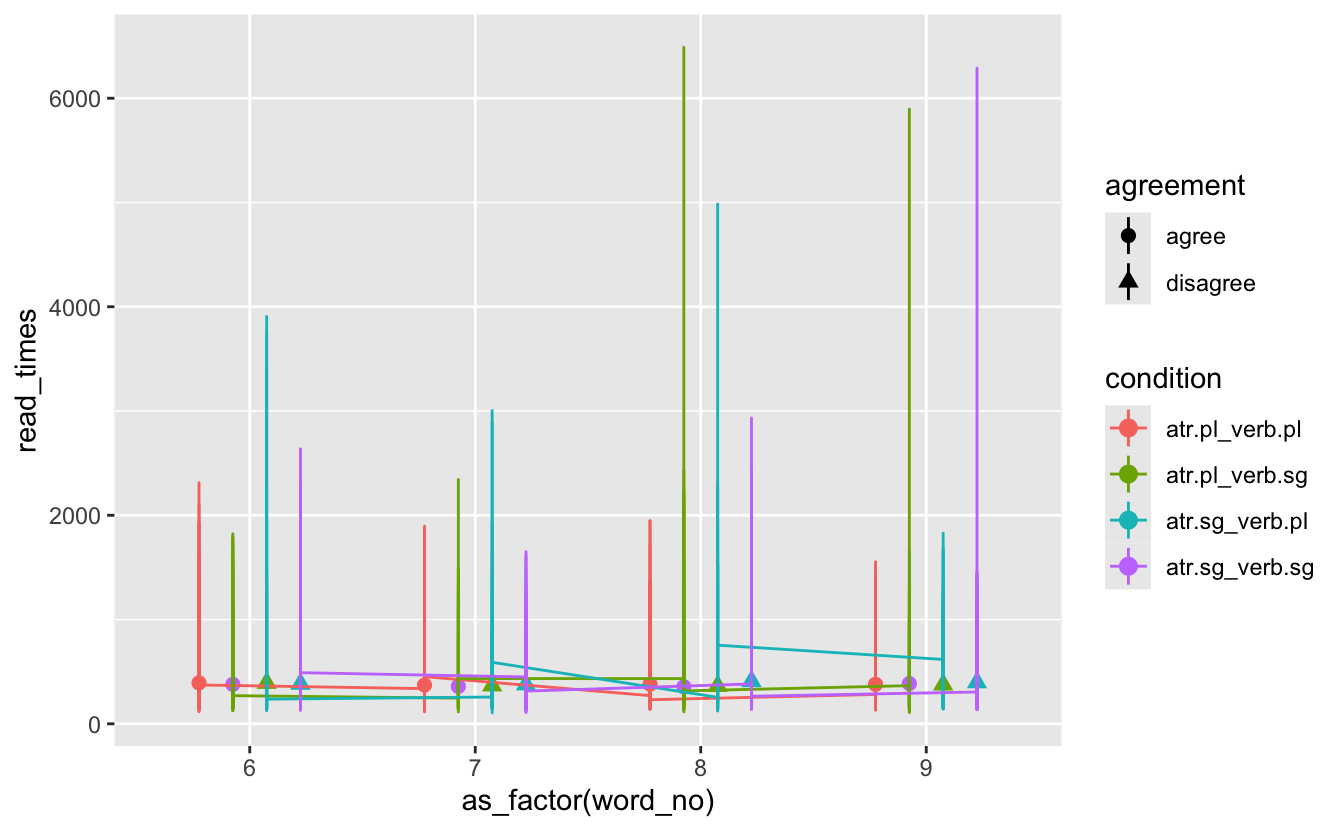 6000
4000
2000
0
read_times
6
7
8
9
as_factor(word_no)
agreement
agree
disagree
condition
atr.pl_verb.pl
atr.pl_verb.sg
atr.sg_verb.pl
atr.sg_verb.sg